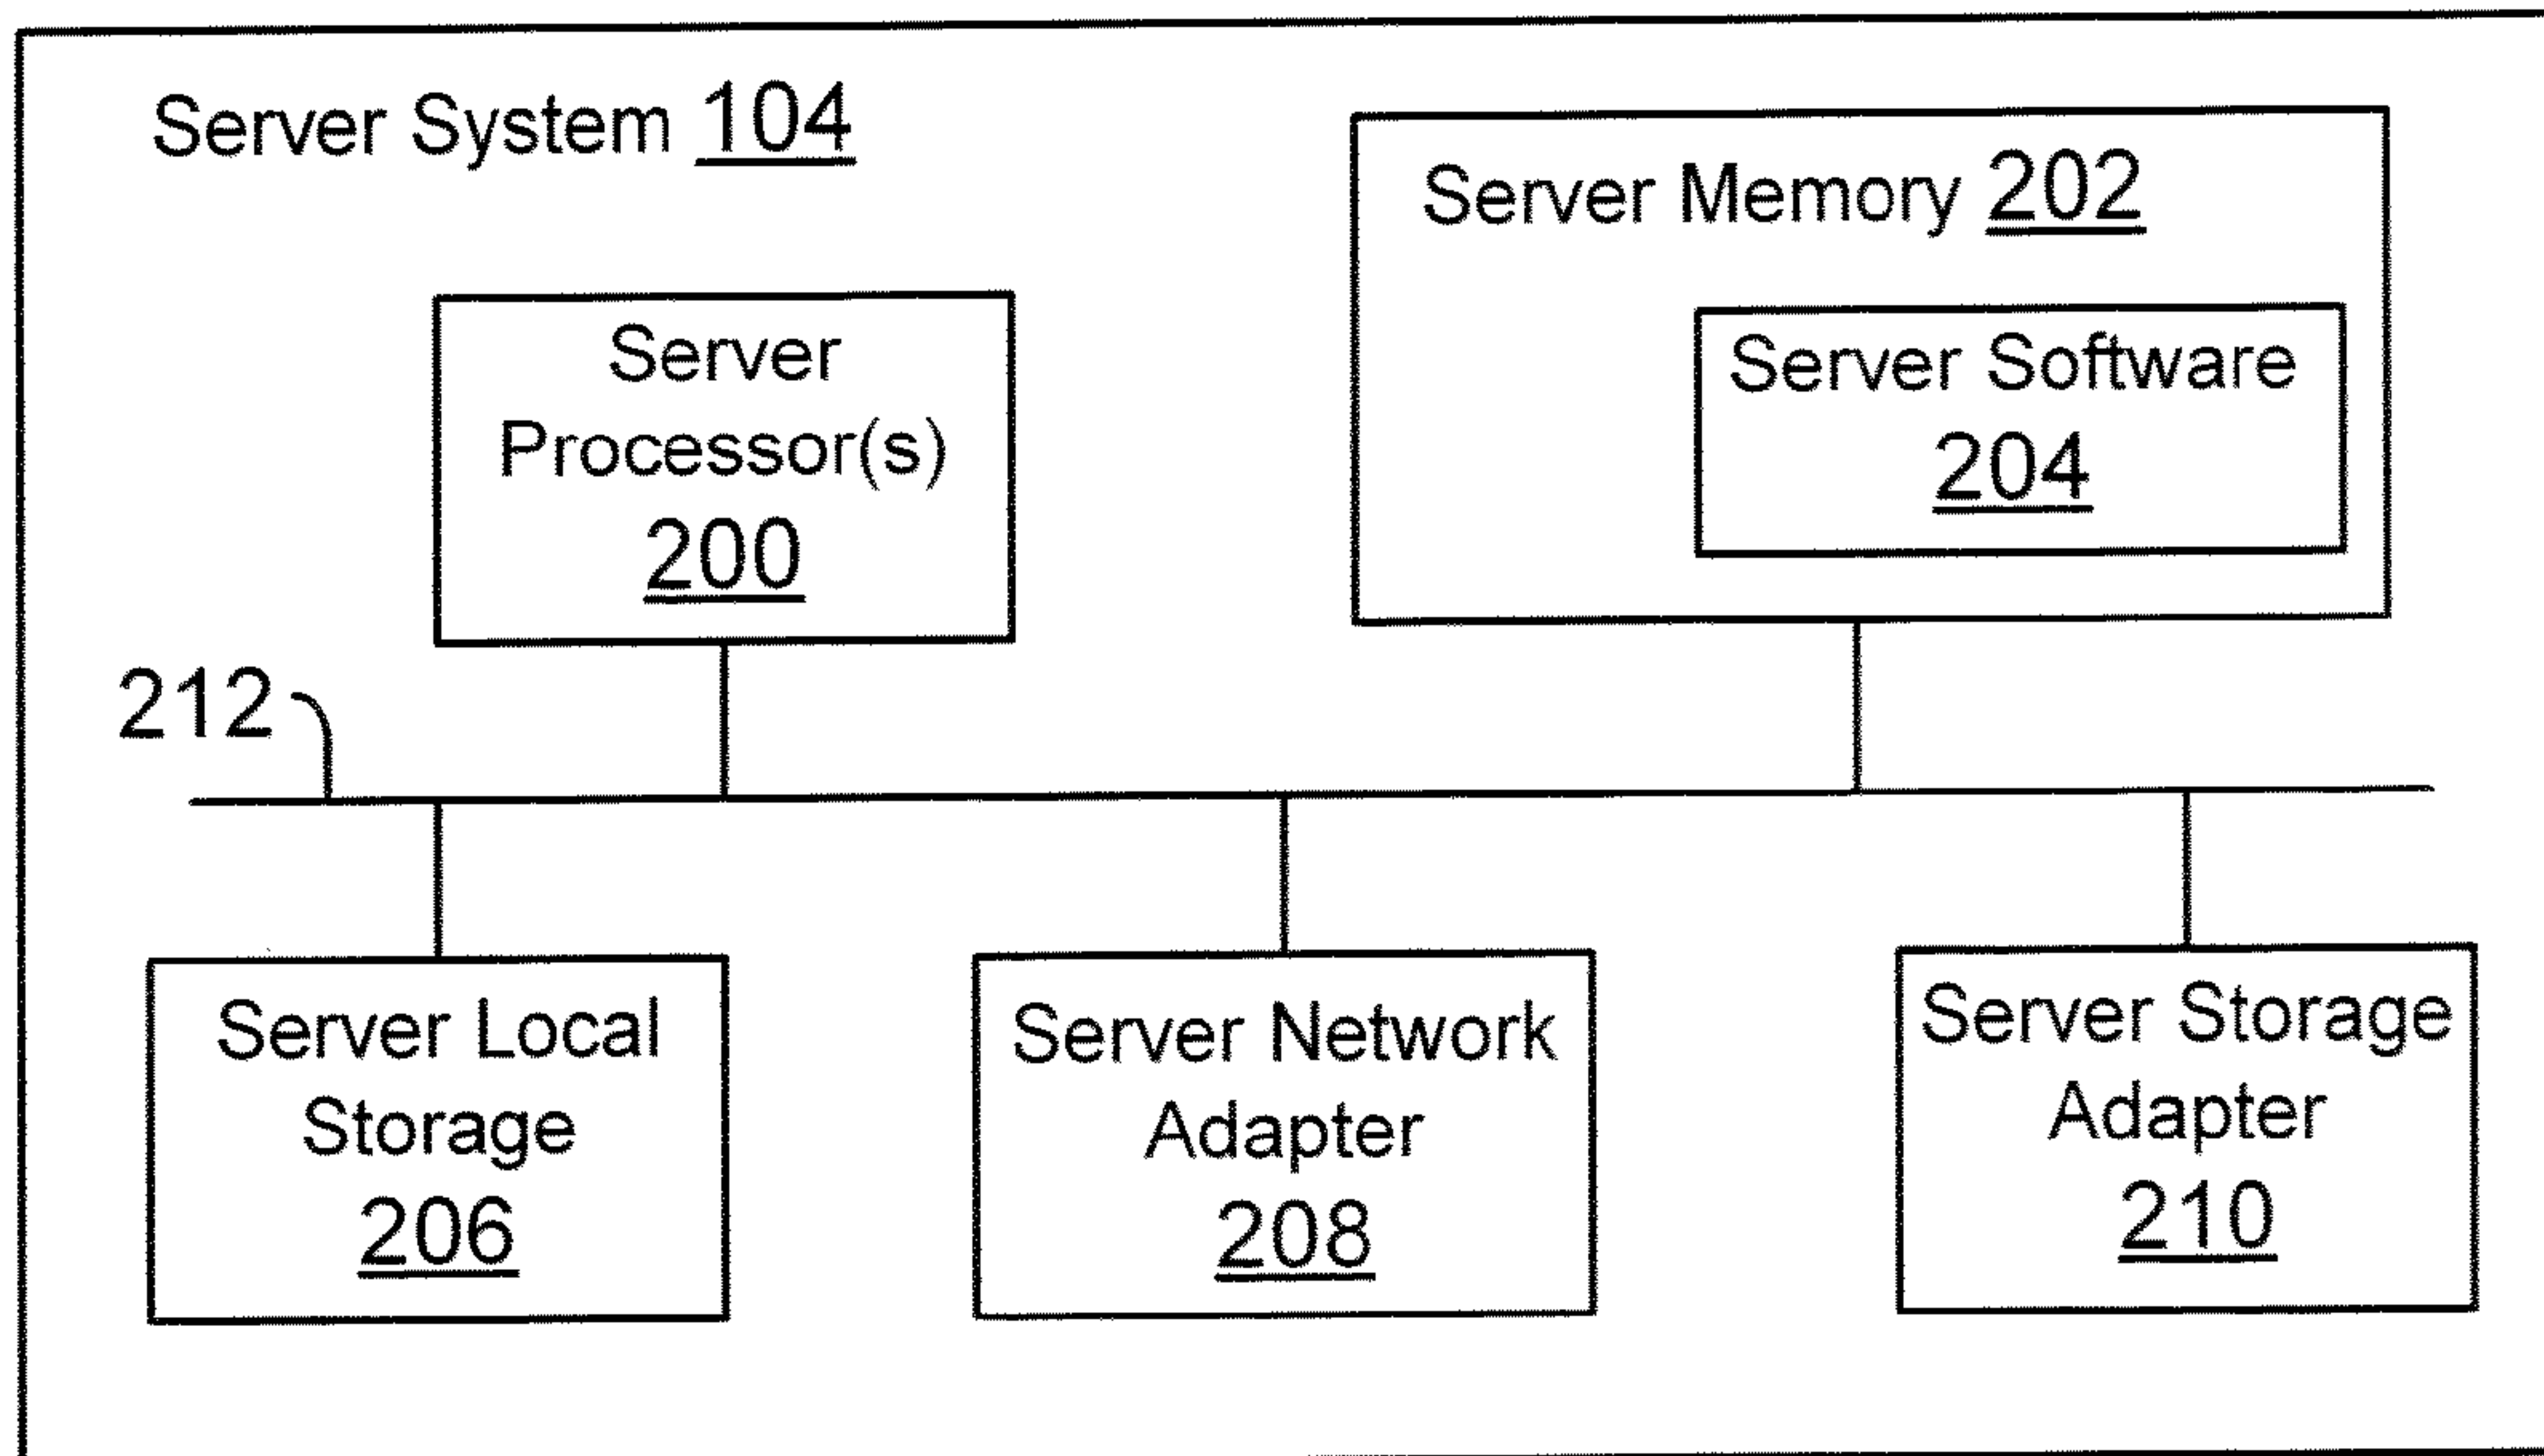 Server System 104
Server Memory 202
Server
Processor(s)
200
Server Software
204
212
Server Local
Storage
206
Server Network
Adapter
208
Server Storage
Adapter
210